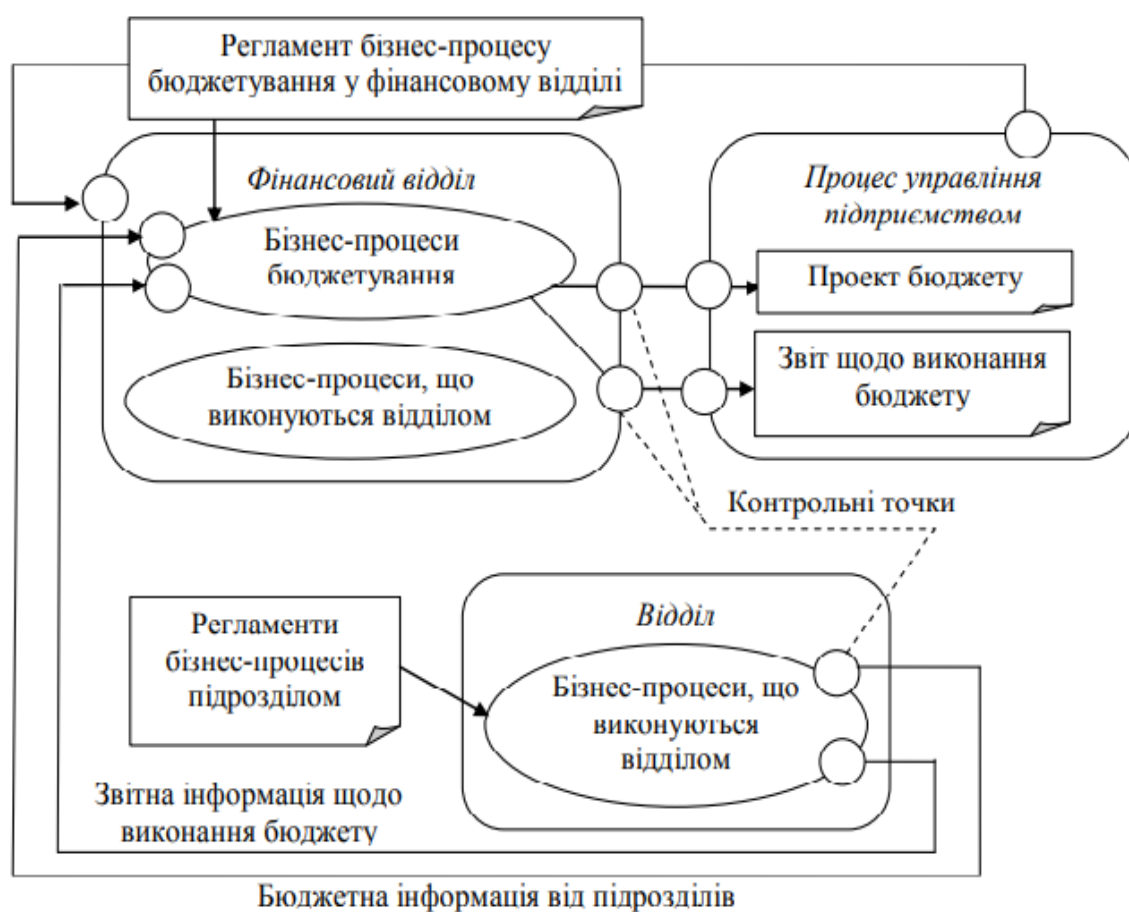 Регламент бізнес-процесу
бюджетування у фінансовому відділі
Фінансовий відділ
Бізнес-процеси
бюджетування
Бізнес-процеси, що
виконуються відділом
Процес управління
підприємством
Проект бюджету
Звіт щодо виконання
бюджету
Контрольні точки
Регламенти
бізнес-процесів
підрозділом
Відділ
Бізнес-процеси, що
виконуються
відділом
Звітна інформація щодо
виконання бюджету
Бюджетна інформація від підрозділів